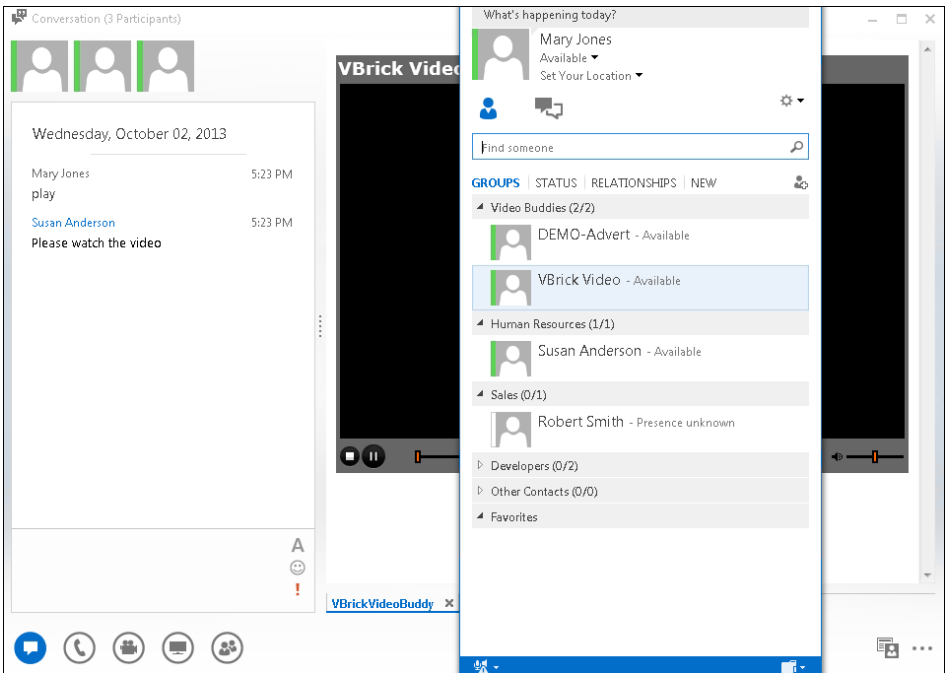 Conversation (3 Participants)
Wednesday, October 02, 2013
Mary Jones 5:23 PM
play
Susan Anderson 5:23 PM
Please watch the video
A
!
VBrick Video
VBrickVideoBuddy
What's happening today?
Mary Jones
Available
Set Your Location
Find someone
GROUPS STATUS RELATIONSHIPS NEW
Video Buddies (2/2)
DEMO-Advert - Available
VBrick Video - Available
Human Resources (1/1)
Susan Anderson - Available
Sales (0/1)
Robert Smith - Presence unknown
Developers (0/2)
Other Contacts (0/0)
Favorites